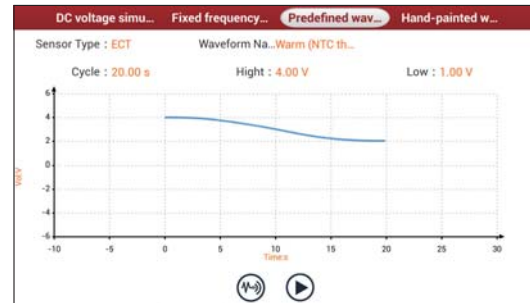 DC voltage simu... Fixed frequency... Predefined wav... Hand-painted w...
Sensor Type : ECT Waveform Na...Warm (NTC th...
Cycle : 20.00 s Hight : 4.00 V Low : 1.00 V
6
4
2
0
-2
-4
-6
Vol:V
-10 -5 0 5 10 15 20 25 30
Time:s